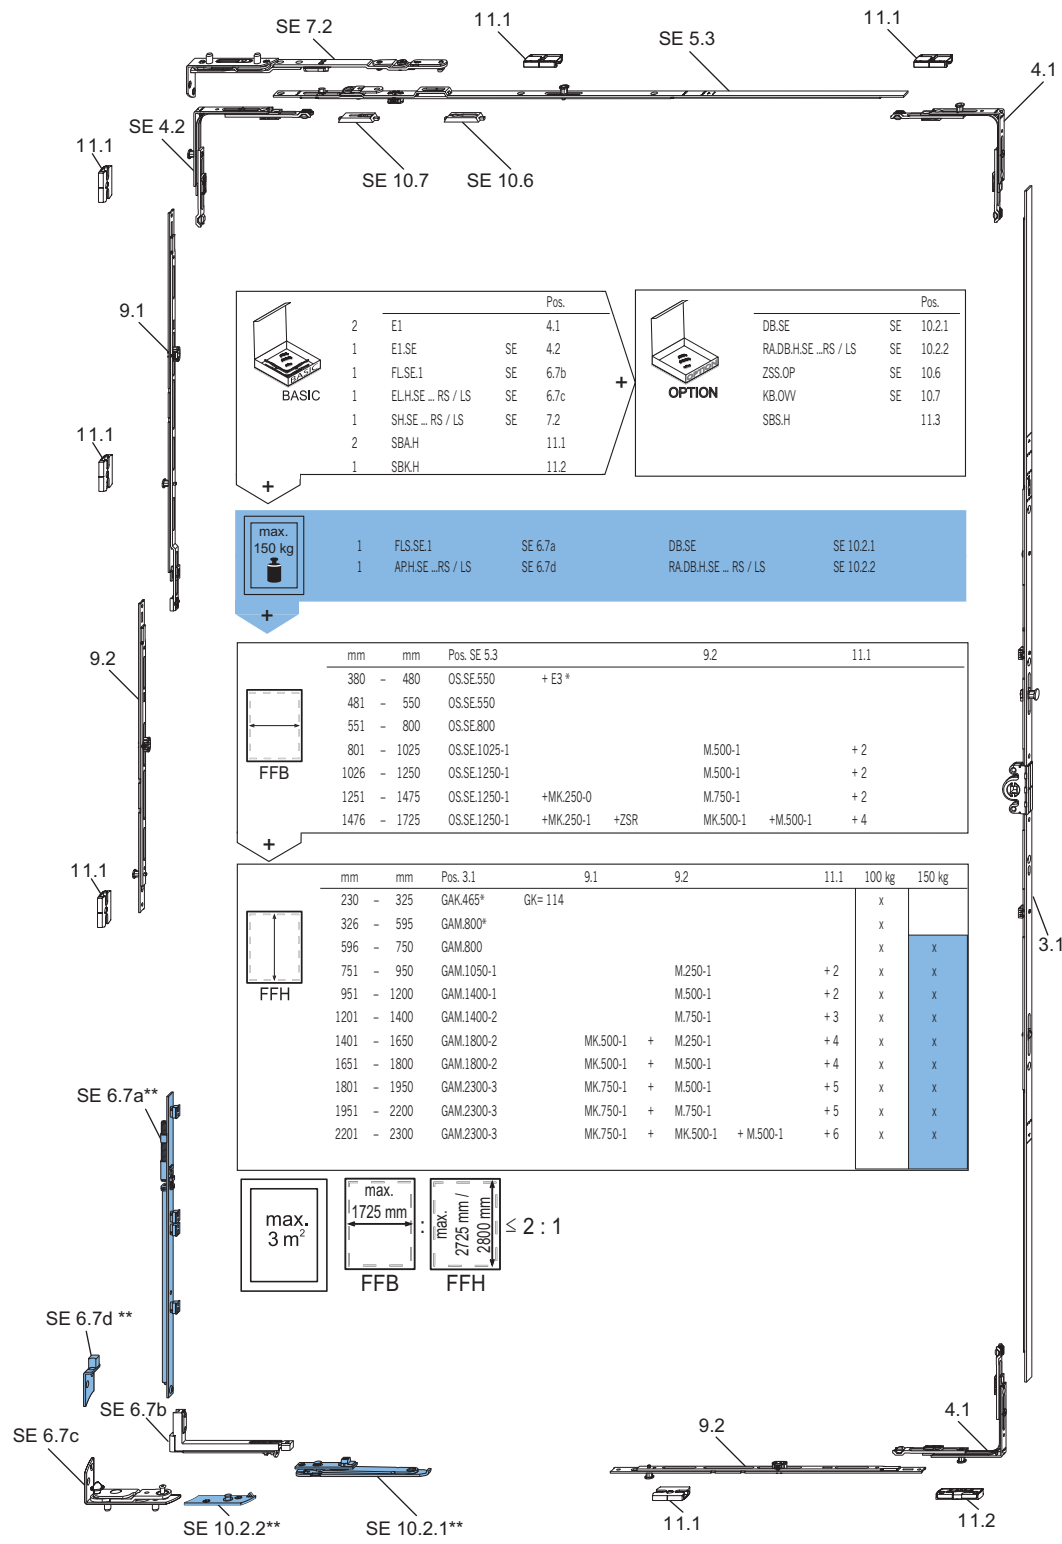 11.1
11.1
SE 7.2
SE 5.3
4.1
SE 4.2
11.1
SE 10.7
SE 10.6
9.1
Pos.
2 E1 4.1
1 E1.SE SE 4.2
1 FL.SE.1 SE 6.7b
1 EL.H.SE ... RS / LS SE 6.7c
1 SH.SE ... RS / LS SE 7.2
2 SBA.H 11.1
1 SBK.H 11.2
BASIC
BASIC
+
Pos.
DB.SE SE 10.2.1
RA.DB.H.SE ...RS / LS SE 10.2.2
ZSS.OP SE 10.6
KB.OVV SE 10.7
SBS.H 11.3
OPTION
OPTION
11.1
+
max.
150 kg
1 FLS.SE.1 SE 6.7a DB.SE SE 10.2.1
1 AP.H.SE ...RS / LS SE 6.7d RA.DB.H.SE ... RS / LS SE 10.2.2
+
9.2
mm mm Pos. SE 5.3 9.2 11.1
380 – 480 OS.SE.550 + E3 *
481 – 550 OS.SE.550
551 – 800 OS.SE.800
801 – 1025 OS.SE.1025-1 M.500-1 + 2
1026 – 1250 OS.SE.1250-1 M.500-1 + 2
1251 – 1475 OS.SE.1250-1 +MK.250-0 M.750-1 + 2
1476 – 1725 OS.SE.1250-1 +MK.250-1 +ZSR MK.500-1 +M.500-1 + 4
FFB
+
11.1
mm mm Pos. 3.1 9.1 9.2 11.1 100 kg 150 kg
230 – 325 GAK.465* GK= 114 x
326 – 595 GAM.800* x
596 – 750 GAM.800 x x
751 – 950 GAM.1050-1 M.250-1 + 2 x x
951 – 1200 GAM.1400-1 M.500-1 + 2 x x
1201 – 1400 GAM.1400-2 M.750-1 + 3 x x
1401 – 1650 GAM.1800-2 MK.500-1 + M.250-1 + 4 x x
1651 – 1800 GAM.1800-2 MK.500-1 + M.500-1 + 4 x x
1801 – 1950 GAM.2300-3 MK.750-1 + M.500-1 + 5 x x
1951 – 2200 GAM.2300-3 MK.750-1 + M.750-1 + 5 x x
2201 – 2300 GAM.2300-3 MK.750-1 + MK.500-1 + M.500-1 + 6 x x
FFH
3.1
SE 6.7a**
max.
3 m²
max.
1725 mm
FFB
:
max.
2725 mm /
2800 mm
FFH
≤ 2 : 1
SE 6.7d **
SE 6.7b
SE 6.7c
9.2
4.1
SE 10.2.2**
SE 10.2.1**
11.1
11.2